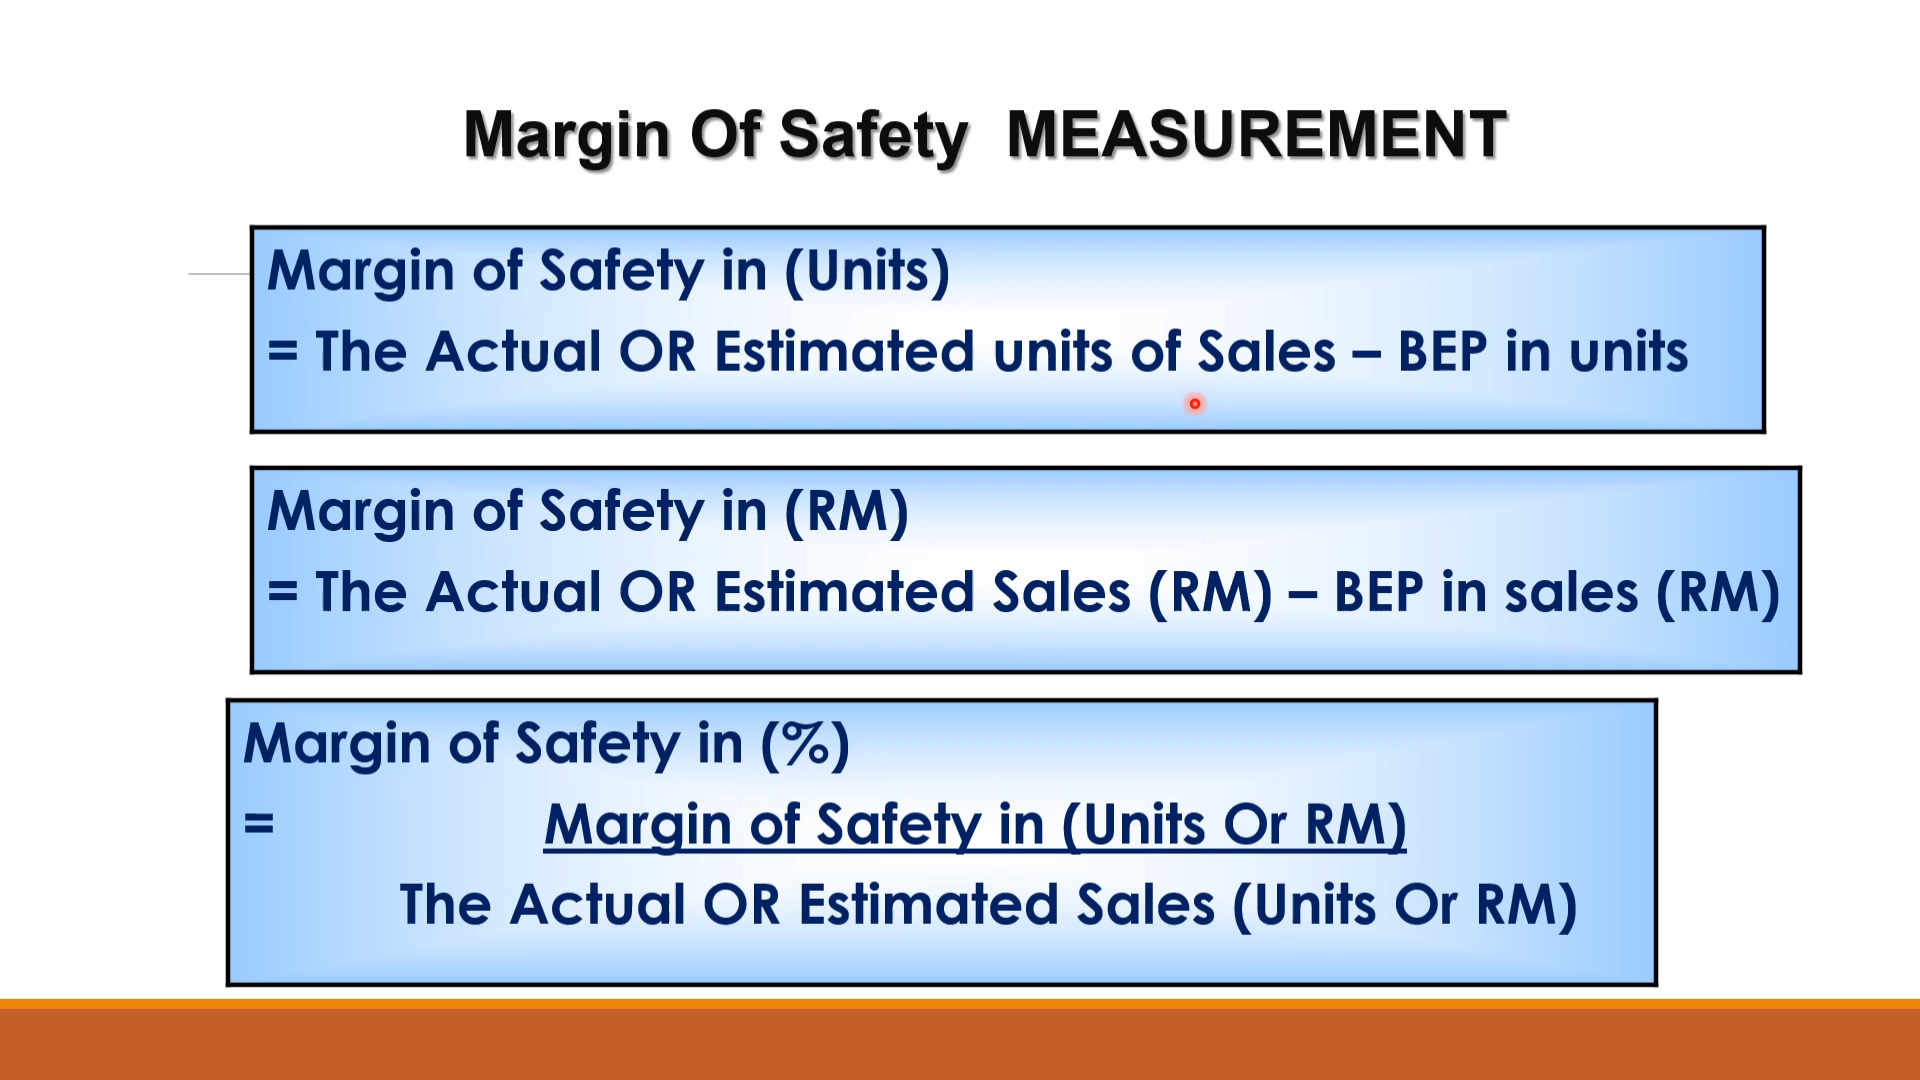 Margin Of Safety MEASUREMENT
Margin of Safety in (Units)
= The Actual OR Estimated units of Sales – BEP in units
Margin of Safety in (RM)
= The Actual OR Estimated Sales (RM) – BEP in sales (RM)
Margin of Safety in (%)
= Margin of Safety in (Units Or RM)
The Actual OR Estimated Sales (Units Or RM)